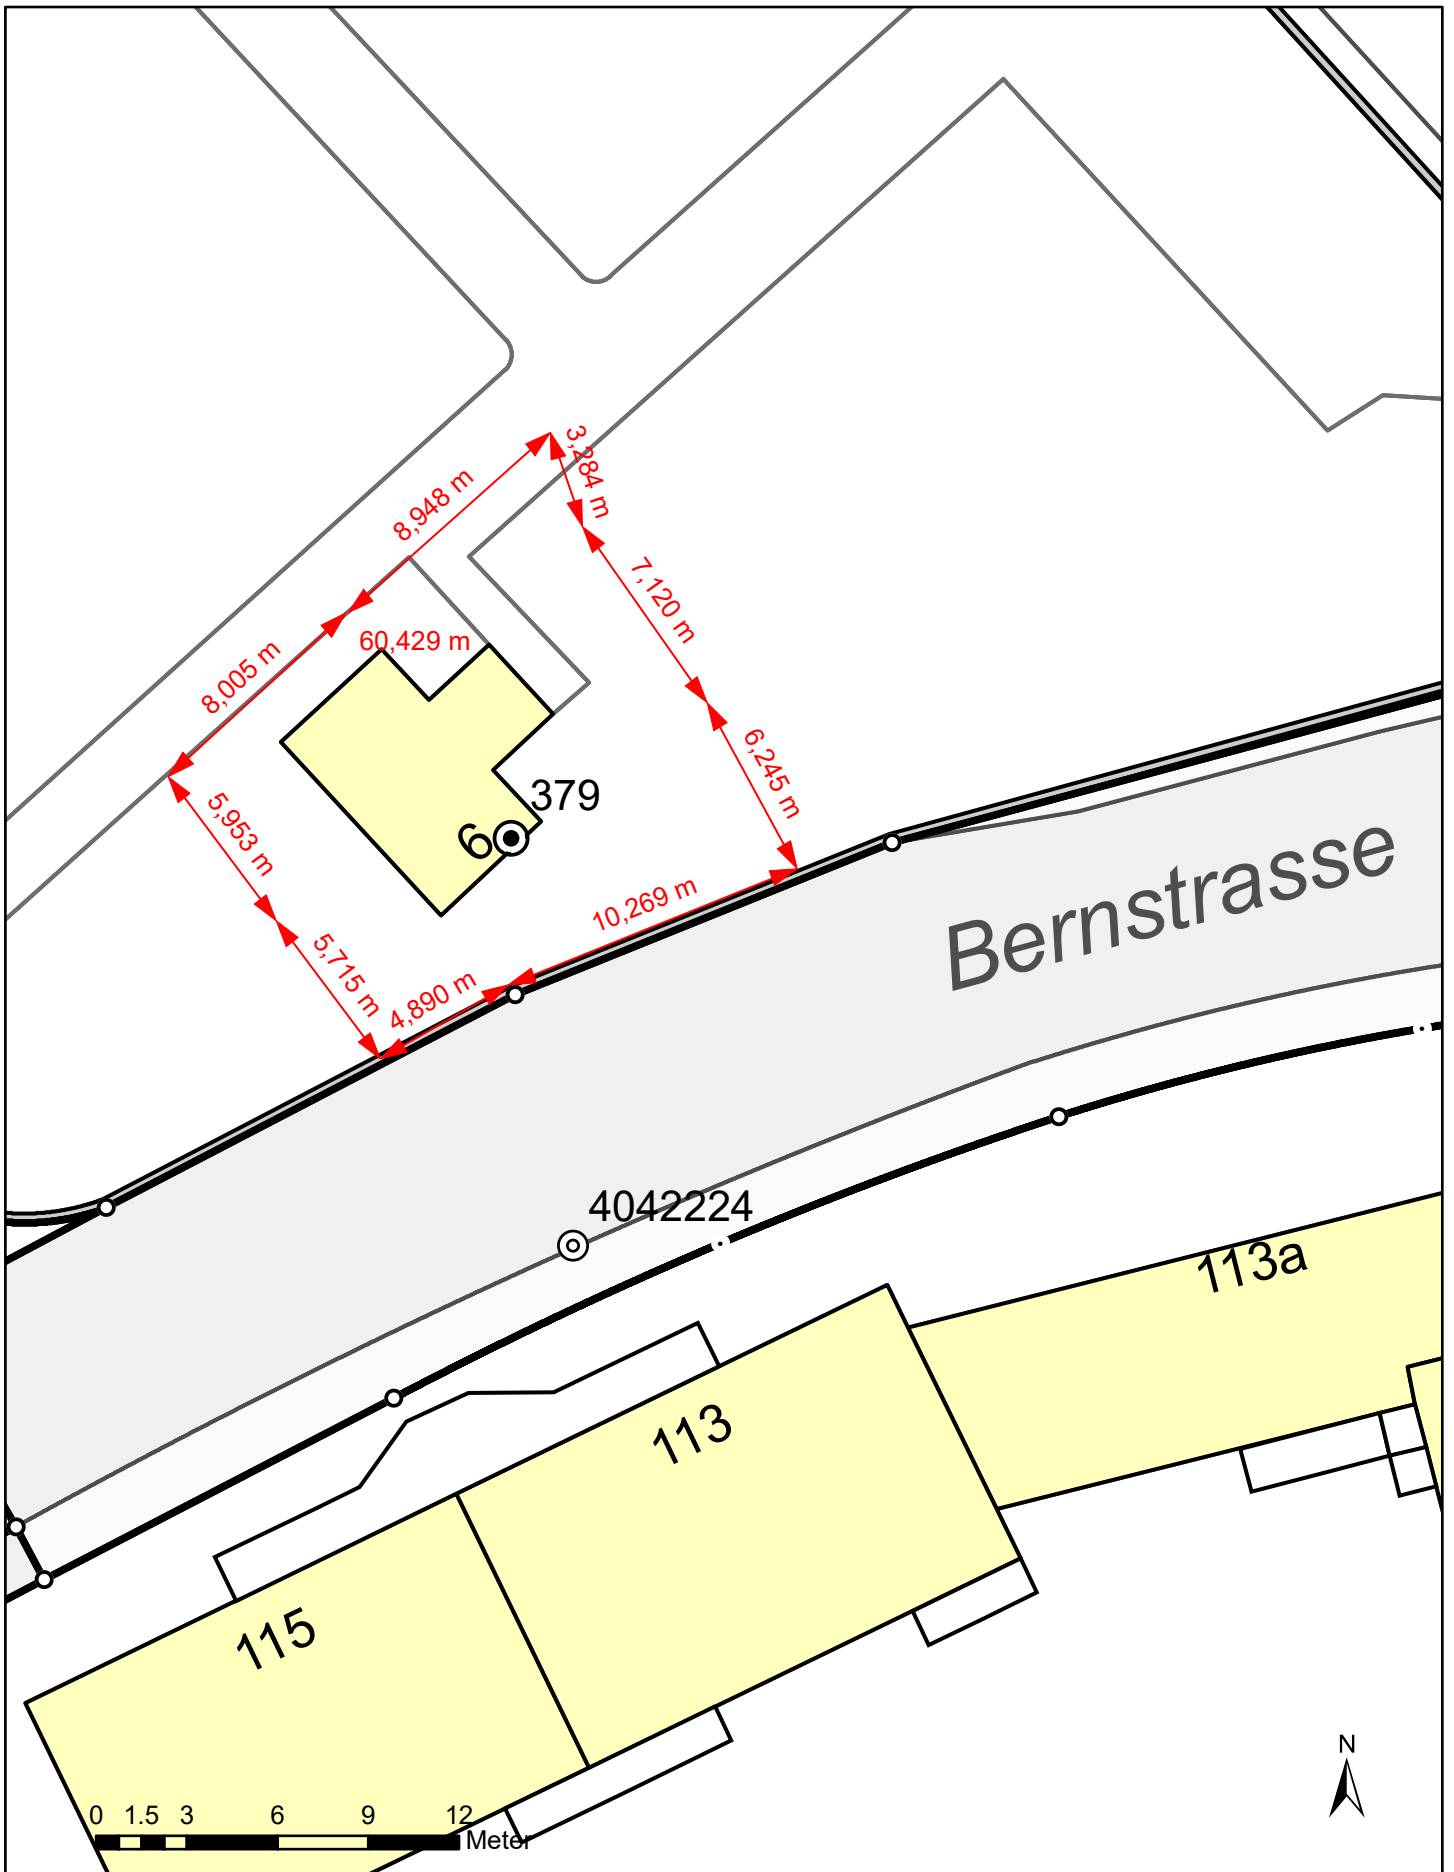 3,284 m
8,948 m
7,120 m
60,429 m
8,005 m
6,245 m
379
6
5,953 m
Bernstrasse
10,269 m
5,715 m
4,890 m
4042224
113a
113
115
N
0 1.5 3 6 9 12
Meter